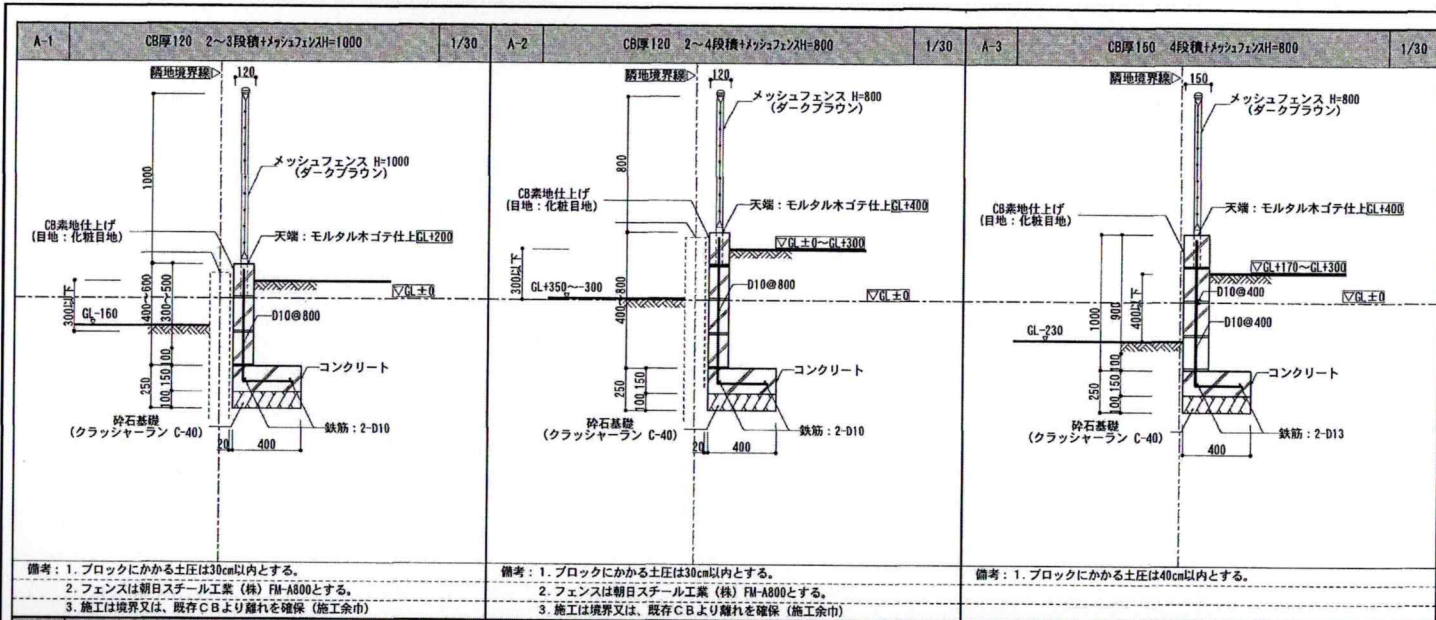 A-1 CB厚120 2～3段積+メッシュフェンスH=1000 1/30
隣地境界線▷
120
メッシュフェンス H=1000
(ダークブラウン)
1000
CB素地仕上げ
(目地：化粧目地)
天端：モルタル木ゴテ仕上 GL+200
▽GL±0
300以下
GL-160
400～600
300～500
D10@800
100
250
150
100
コンクリート
砕石基礎
(クラッシャーラン C-40)
鉄筋：2-D10
20
400
備考：1. ブロックにかかる土圧は30cm以内とする。
2. フェンスは朝日スチール工業（株）FM-A800とする。
3. 施工は境界又は、既存ＣＢより離れを確保（施工余巾）
A-2 CB厚120 2～4段積+メッシュフェンスH=800 1/30
隣地境界線▷
120
メッシュフェンス H=800
(ダークブラウン)
800
CB素地仕上げ
(目地：化粧目地)
天端：モルタル木ゴテ仕上 GL+400
▽GL±0～GL+300
300以下
GL+350～-300
D10@800
▽GL±0
400～800
250
150
100
コンクリート
砕石基礎
(クラッシャーラン C-40)
鉄筋：2-D10
20
400
備考：1. ブロックにかかる土圧は30cm以内とする。
2. フェンスは朝日スチール工業（株）FM-A800とする。
3. 施工は境界又は、既存ＣＢより離れを確保（施工余巾）
A-3 CB厚150 4段積+メッシュフェンスH=800 1/30
隣地境界線▷
150
メッシュフェンス H=800
(ダークブラウン)
CB素地仕上げ
(目地：化粧目地)
天端：モルタル木ゴテ仕上 GL+400
▽GL+170～GL+300
D10@400
▽GL±0
1000
900
400以下
D10@400
GL-230
100
250
150
100
コンクリート
砕石基礎
(クラッシャーラン C-40)
鉄筋：2-D13
400
備考：1. ブロックにかかる土圧は40cm以内とする。